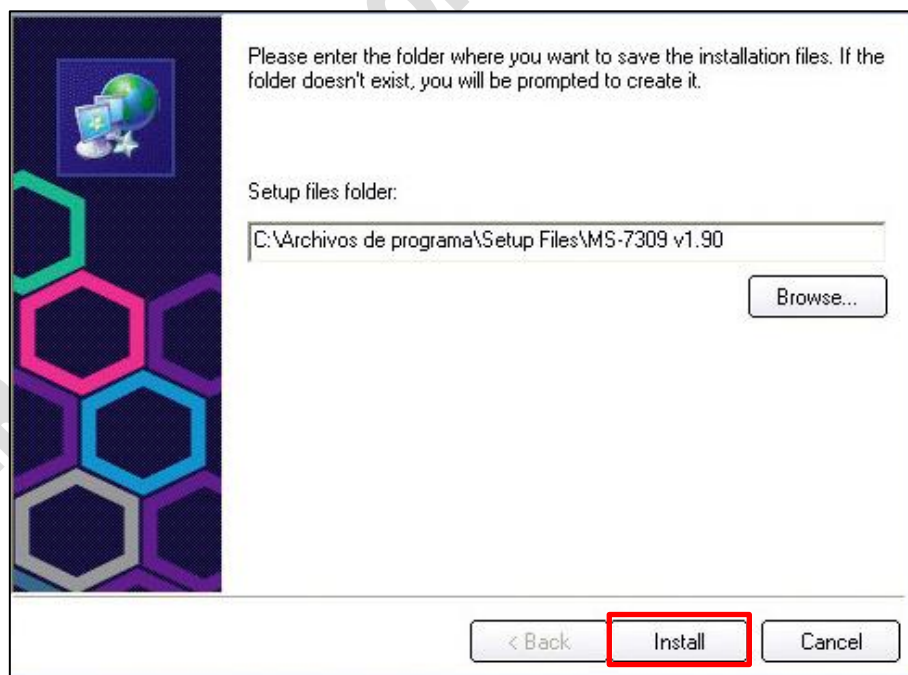 Please enter the folder where you want to save the installation files. If the
folder doesn't exist, you will be prompted to create it.
Setup files folder:
C:\Archivos de programa\Setup Files\MS-7309 v1.90
Browse...
< Back
Install
Cancel